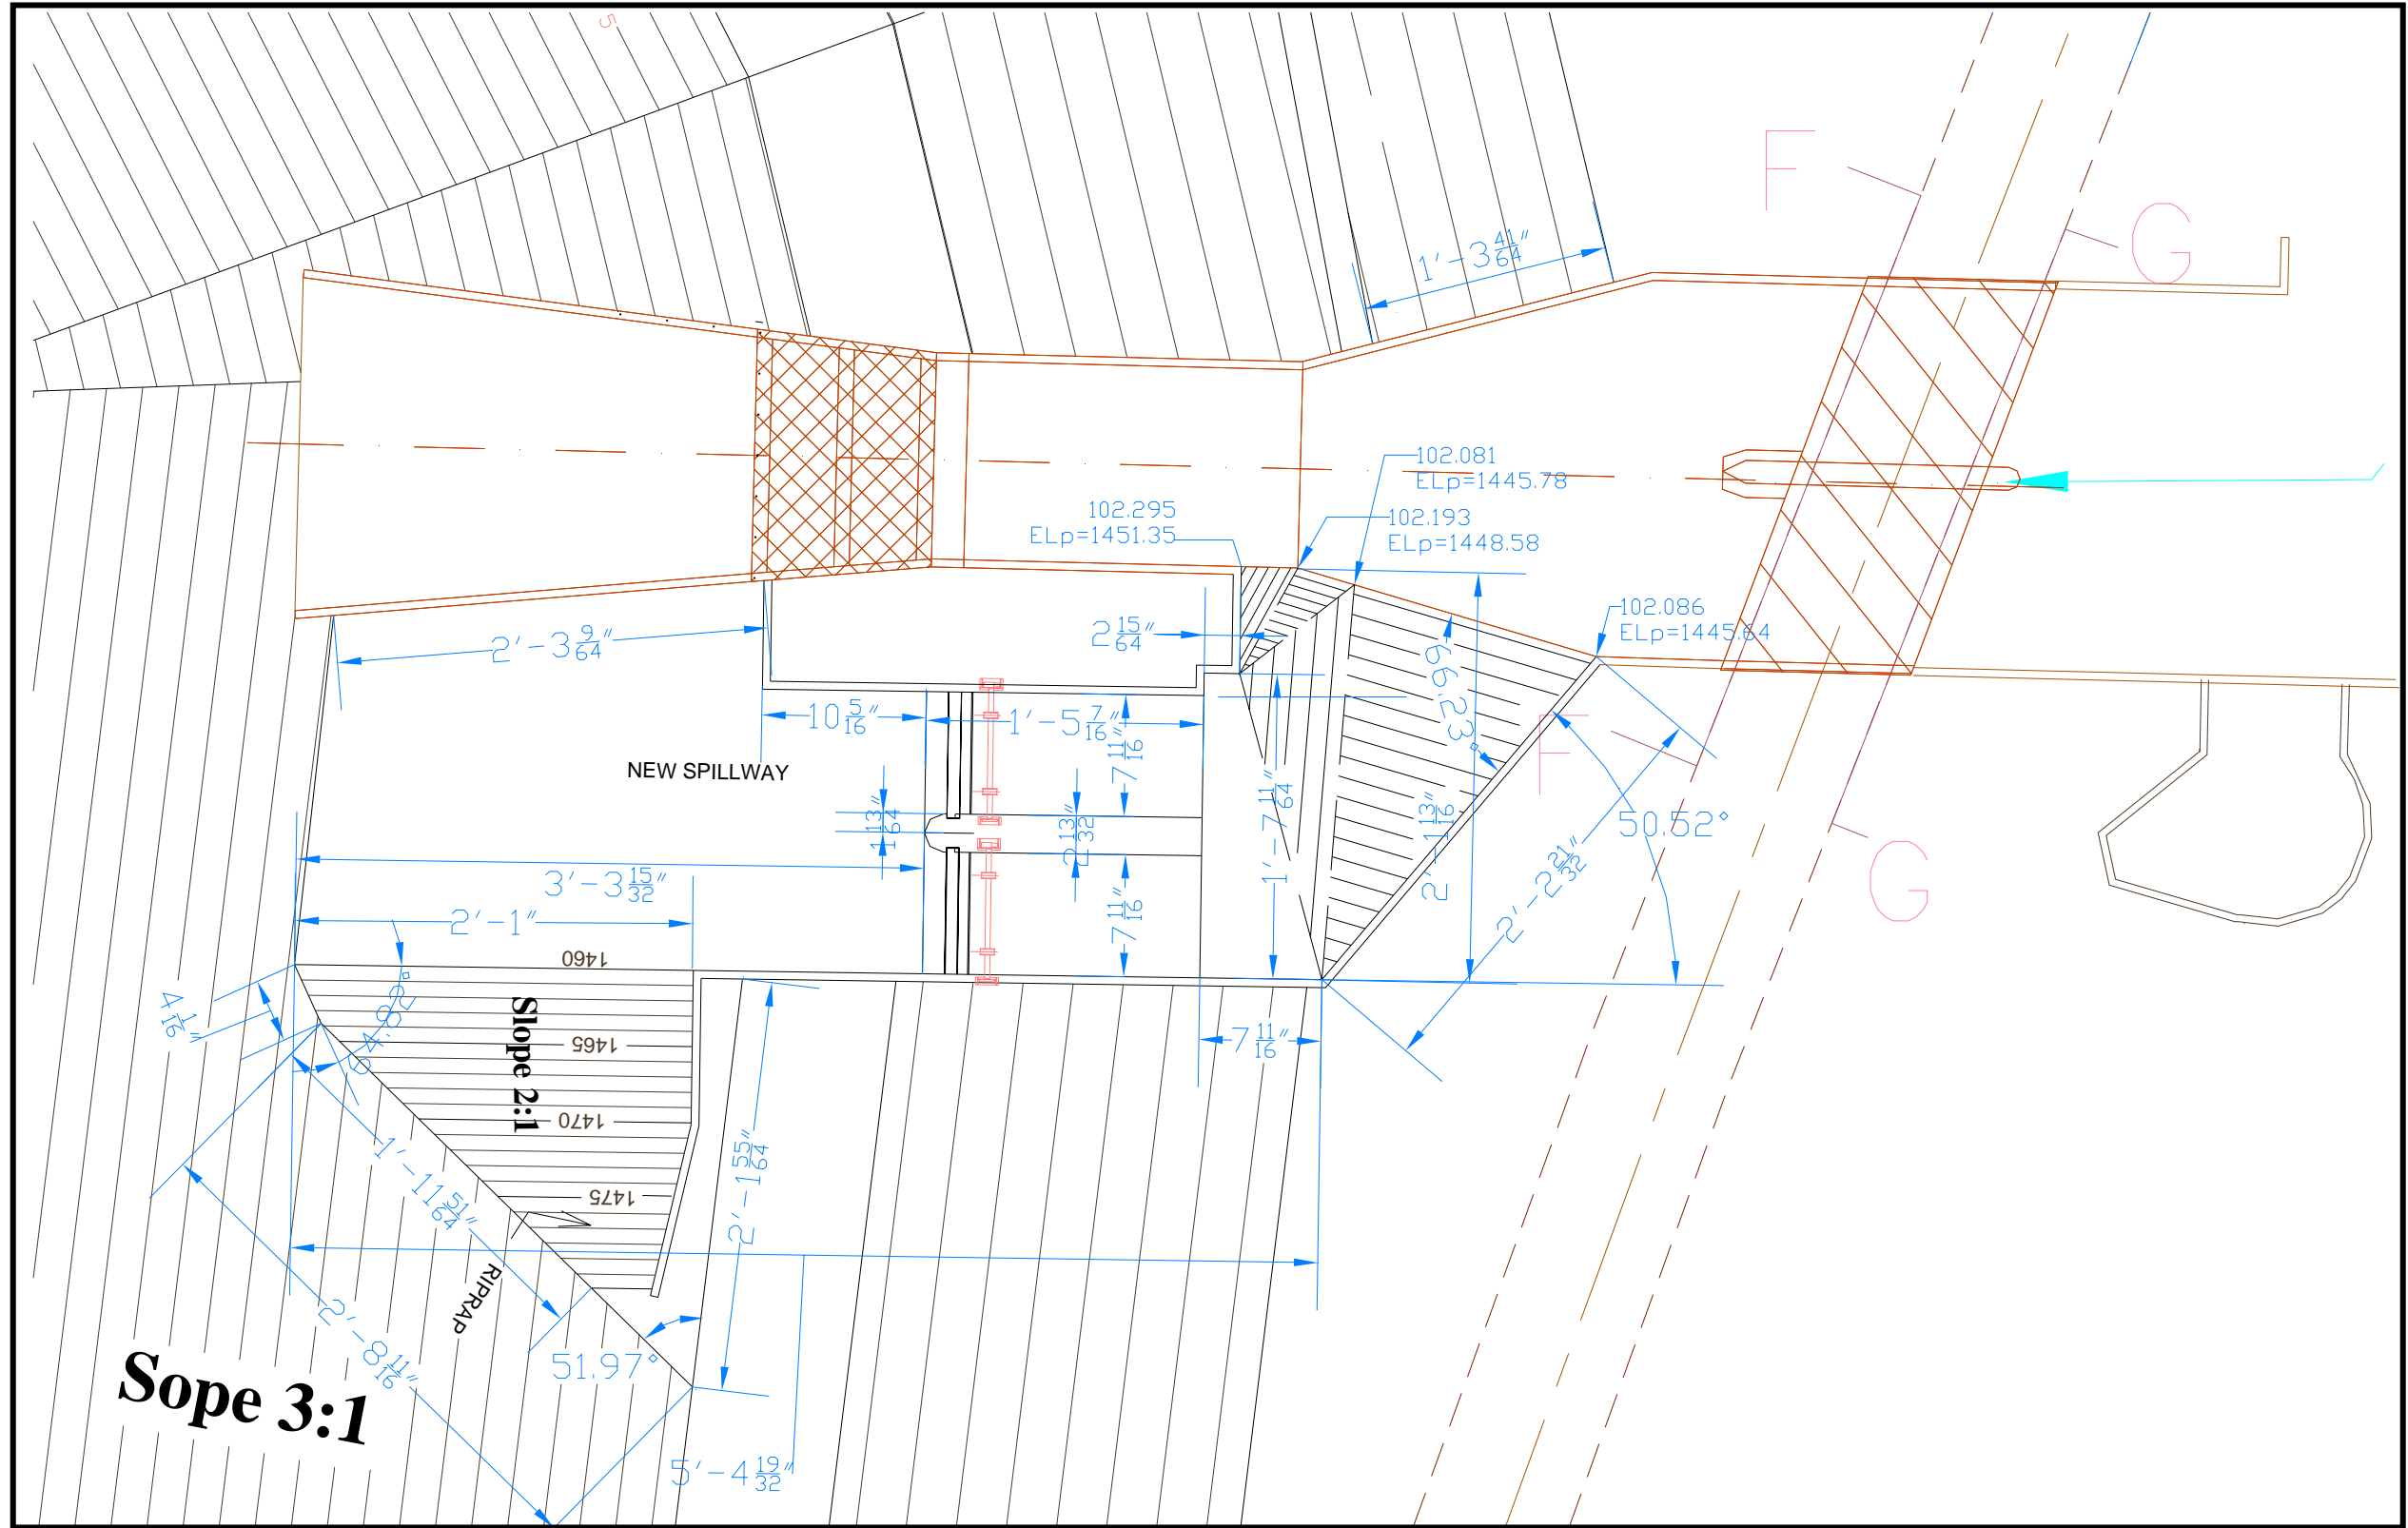 5
F
G
1'-3 41/64"
102.081
ELp=1445.78
102.295
ELp=1451.35
102.193
ELp=1448.58
102.086
ELp=1445.64
2'-3 9/64"
2 15/64"
66.23°
10 5/16"
1'-5 7/16"
7 11/16"
F
NEW SPILLWAY
1 13/64"
2 13/32"
1'-7 11/64"
2'-1 13/16"
50.52°
2'-2 21/32"
3'-3 15/32"
G
2'-1"
7 11/16"
1460
4 1/16"
64.82°
Slope 2:1
1465
7 11/16"
1470
1'-11 51/64"
2'-1 55/64"
1475
RIPRAP
2'-8 11/16"
51.97°
Sope 3:1
5'-4 19/32"